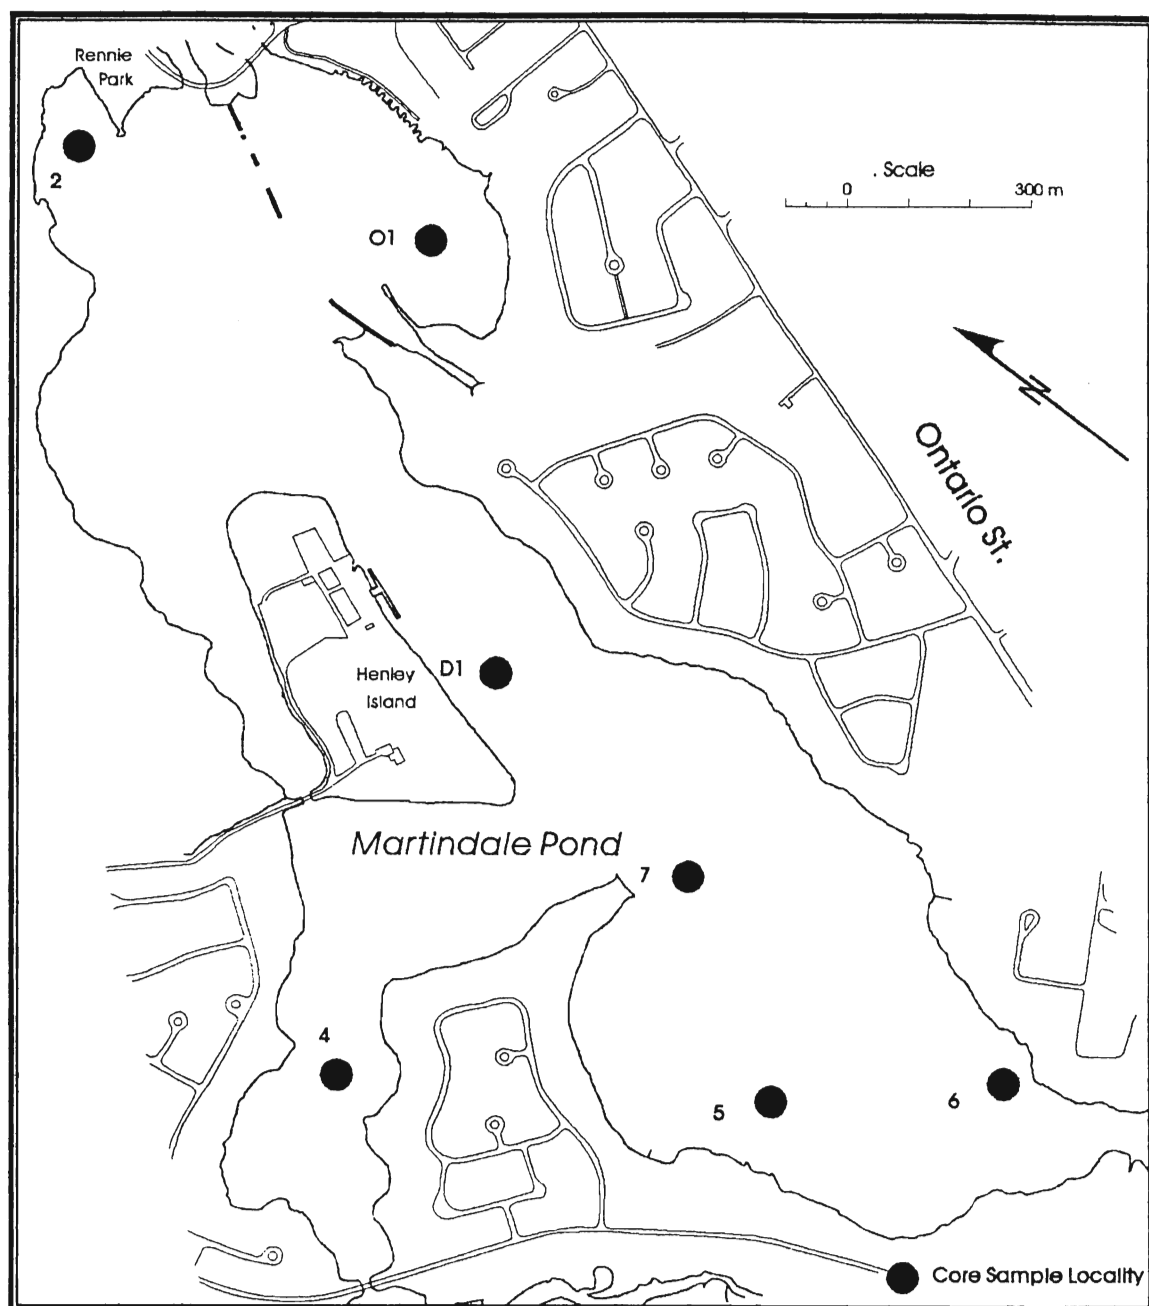 Rennie
Park
2
O1
. Scale
0 300 m
N
Ontario St.
Henley
Island
D1
Martindale Pond
7
4
5
6
Core Sample Locality